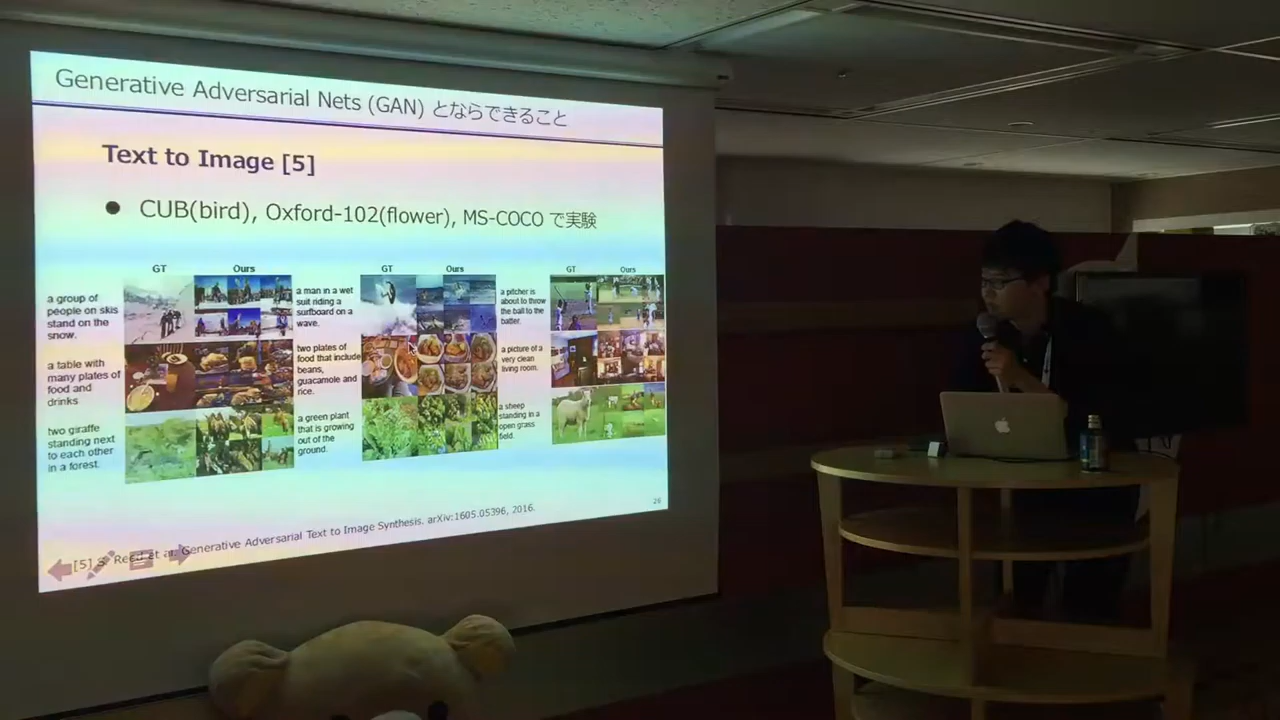 Generative Adversarial Nets (GAN) とならできること
Text to Image [5]
● CUB(bird), Oxford-102(flower), MS-COCO で実験
GT Ours
a group of
people on skis
stand on the
snow.
a table with
many plates of
food and
drinks
two giraffe
standing next
to each other
in a forest.
GT Ours
a man in a wet
suit riding a
surfboard on a
wave.
two plates of
food that include
beans,
guacamole and
rice.
a green plant
that is growing
out of the
ground.
GT Ours
a pitcher is
about to throw
the ball to the
batter.
a picture of a
very clean
living room.
a sheep
standing in a
open grass
field.
26
[5] S. Reed et al. Generative Adversarial Text to Image Synthesis. arXiv:1605.05396, 2016.